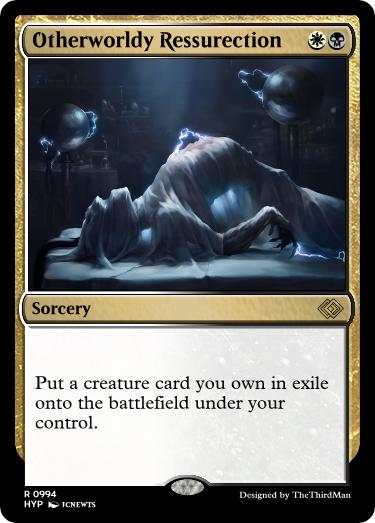 Otherworldy Ressurection
Sorcery
Put a creature card you own in exile
onto the battlefield under your
control.
R 0994
HYP JCNEWTS
Designed by TheThirdMan